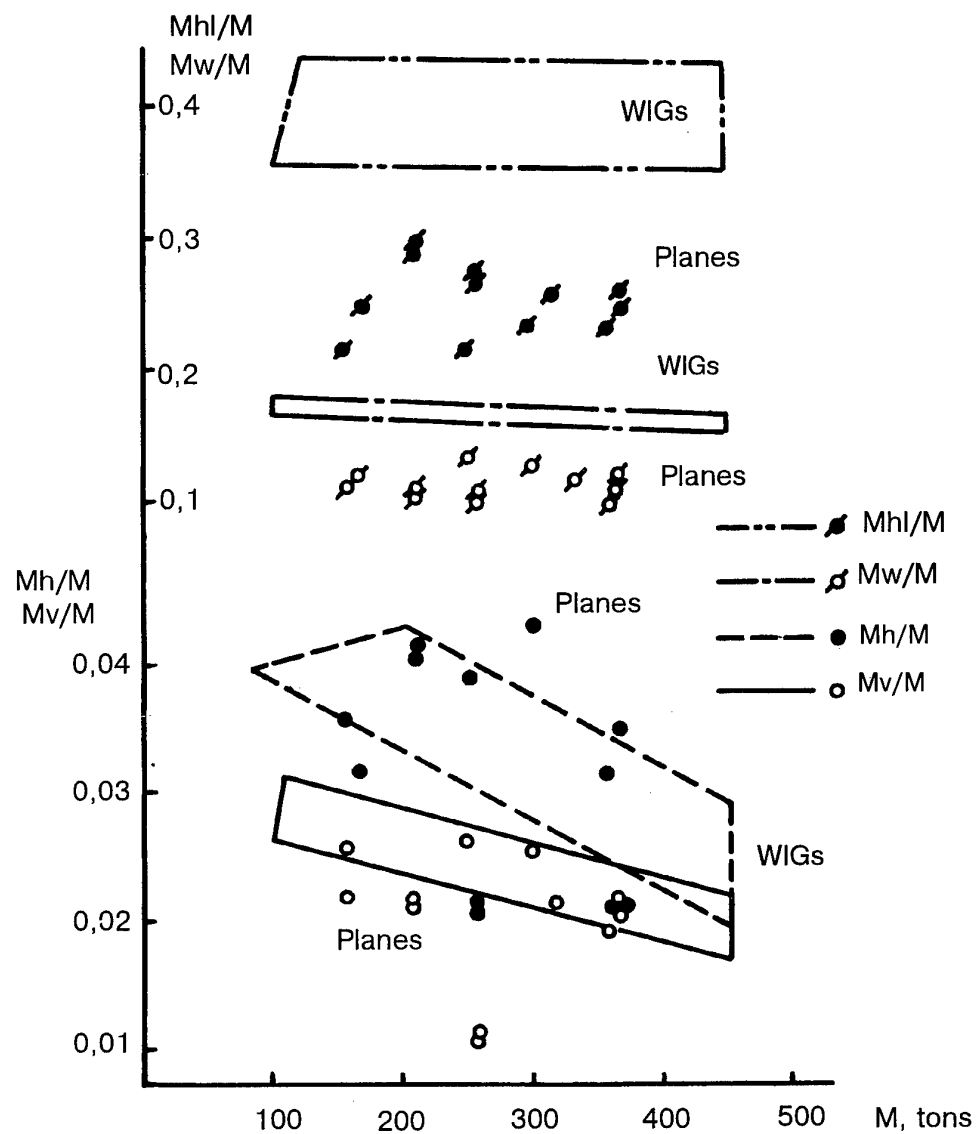 Mhl/M
Mw/M
0,4
WIGs
0,3
Planes
0,2
WIGs
Planes
0,1
Mhl/M
Mh/M
Mv/M
Mw/M
Planes
Mh/M
0,04
Mv/M
0,03
WIGs
0,02
Planes
0,01
100 200 300 400 500 M, tons